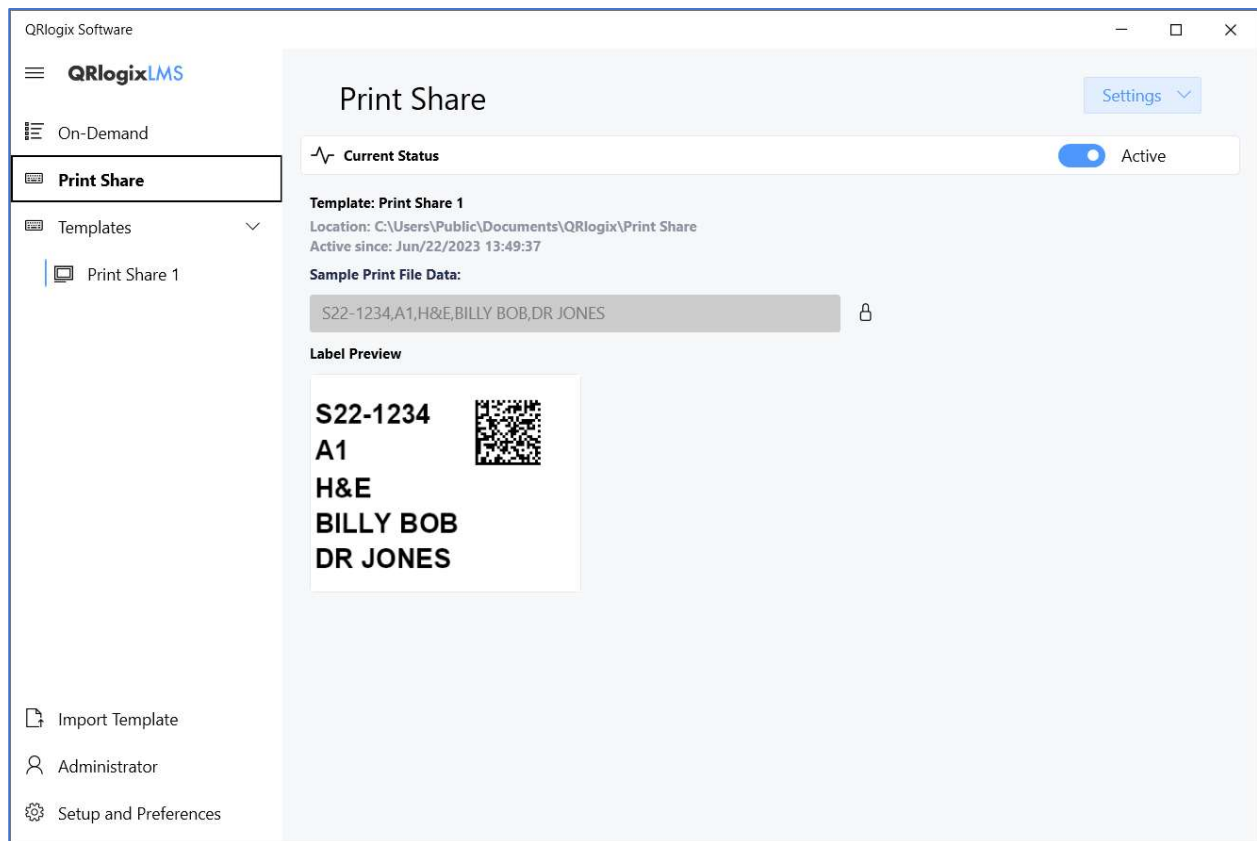 QRlogix Software
QRlogixLMS
On-Demand
Print Share
Templates
Print Share 1
Import Template
Administrator
Setup and Preferences
Print Share
Settings
Current Status
Active
Template: Print Share 1
Location: C:\Users\Public\Documents\QRlogix\Print Share
Active since: Jun/22/2023 13:49:37
Sample Print File Data:
S22-1234,A1,H&E,BILLY BOB,DR JONES
Label Preview
S22-1234
A1
H&E
BILLY BOB
DR JONES